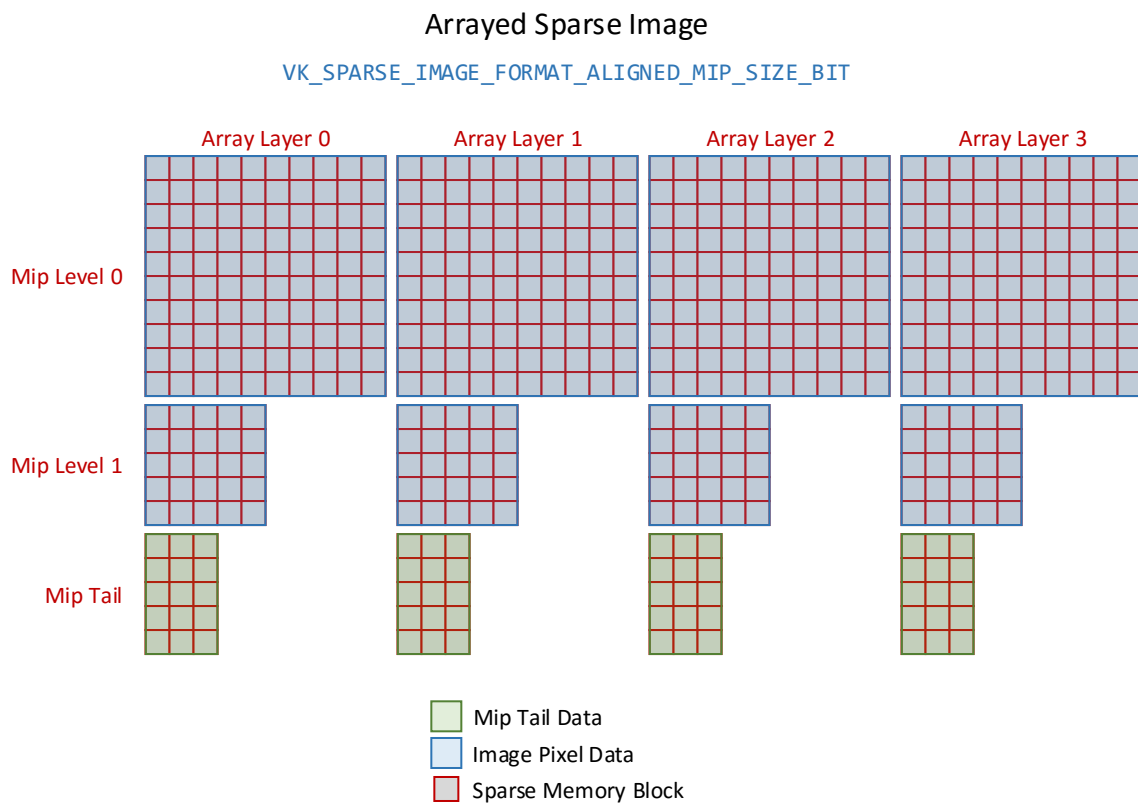 Arrayed Sparse Image
VK_SPARSE_IMAGE_FORMAT_ALIGNED_MIP_SIZE_BIT
Array Layer 0
Array Layer 1
Array Layer 2
Array Layer 3
Mip Level 0
Mip Level 1
Mip Tail
Mip Tail Data
Image Pixel Data
Sparse Memory Block